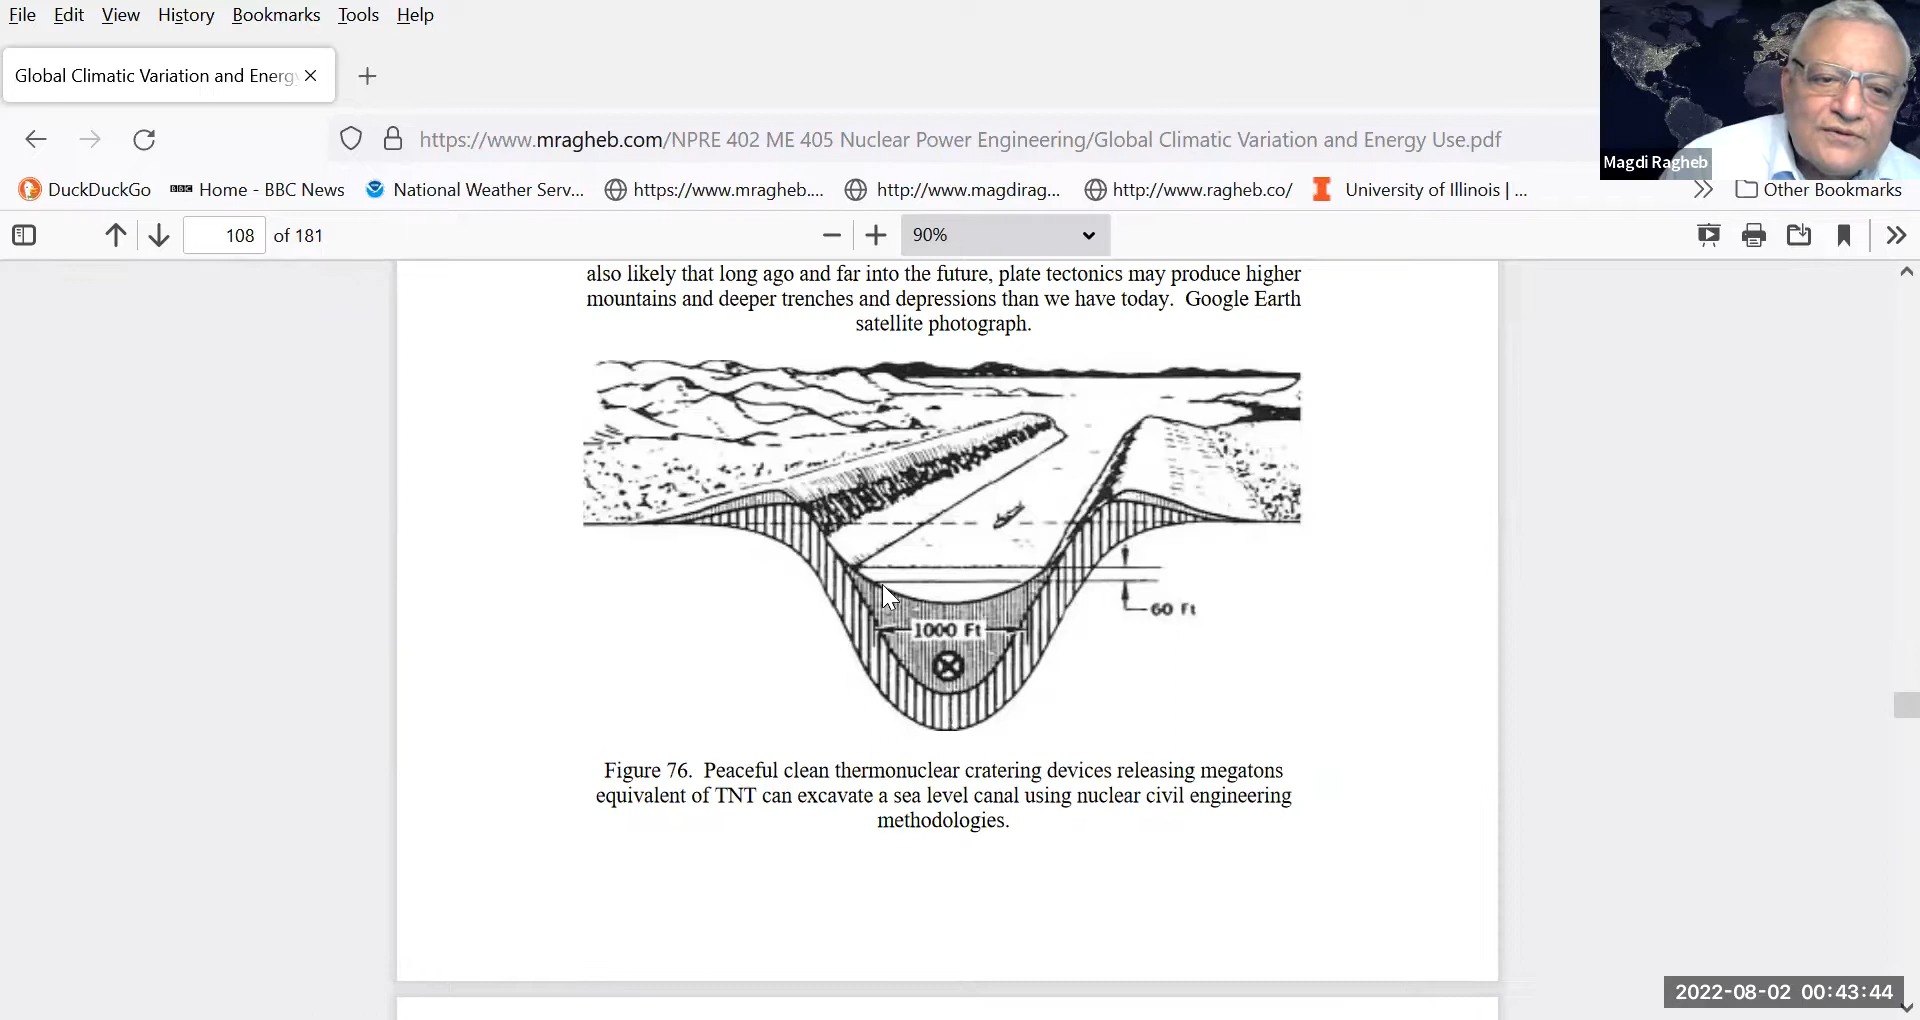 File Edit View History Bookmarks Tools Help
Global Climatic Variation and Energy
https://www.mragheb.com/NPRE 402 ME 405 Nuclear Power Engineering/Global Climatic Variation and Energy Use.pdf
Magdi Ragheb
DuckDuckGo BBC Home - BBC News National Weather Serv... https://www.mragheb.... http://www.magdirag... http://www.ragheb.co/ University of Illinois | ... Other Bookmarks
108 of 181 90%
also likely that long ago and far into the future, plate tectonics may produce higher
mountains and deeper trenches and depressions than we have today. Google Earth
satellite photograph.
60 Ft
1000 Ft
Figure 76. Peaceful clean thermonuclear cratering devices releasing megatons
equivalent of TNT can excavate a sea level canal using nuclear civil engineering
methodologies.
2022-08-02 00:43:44